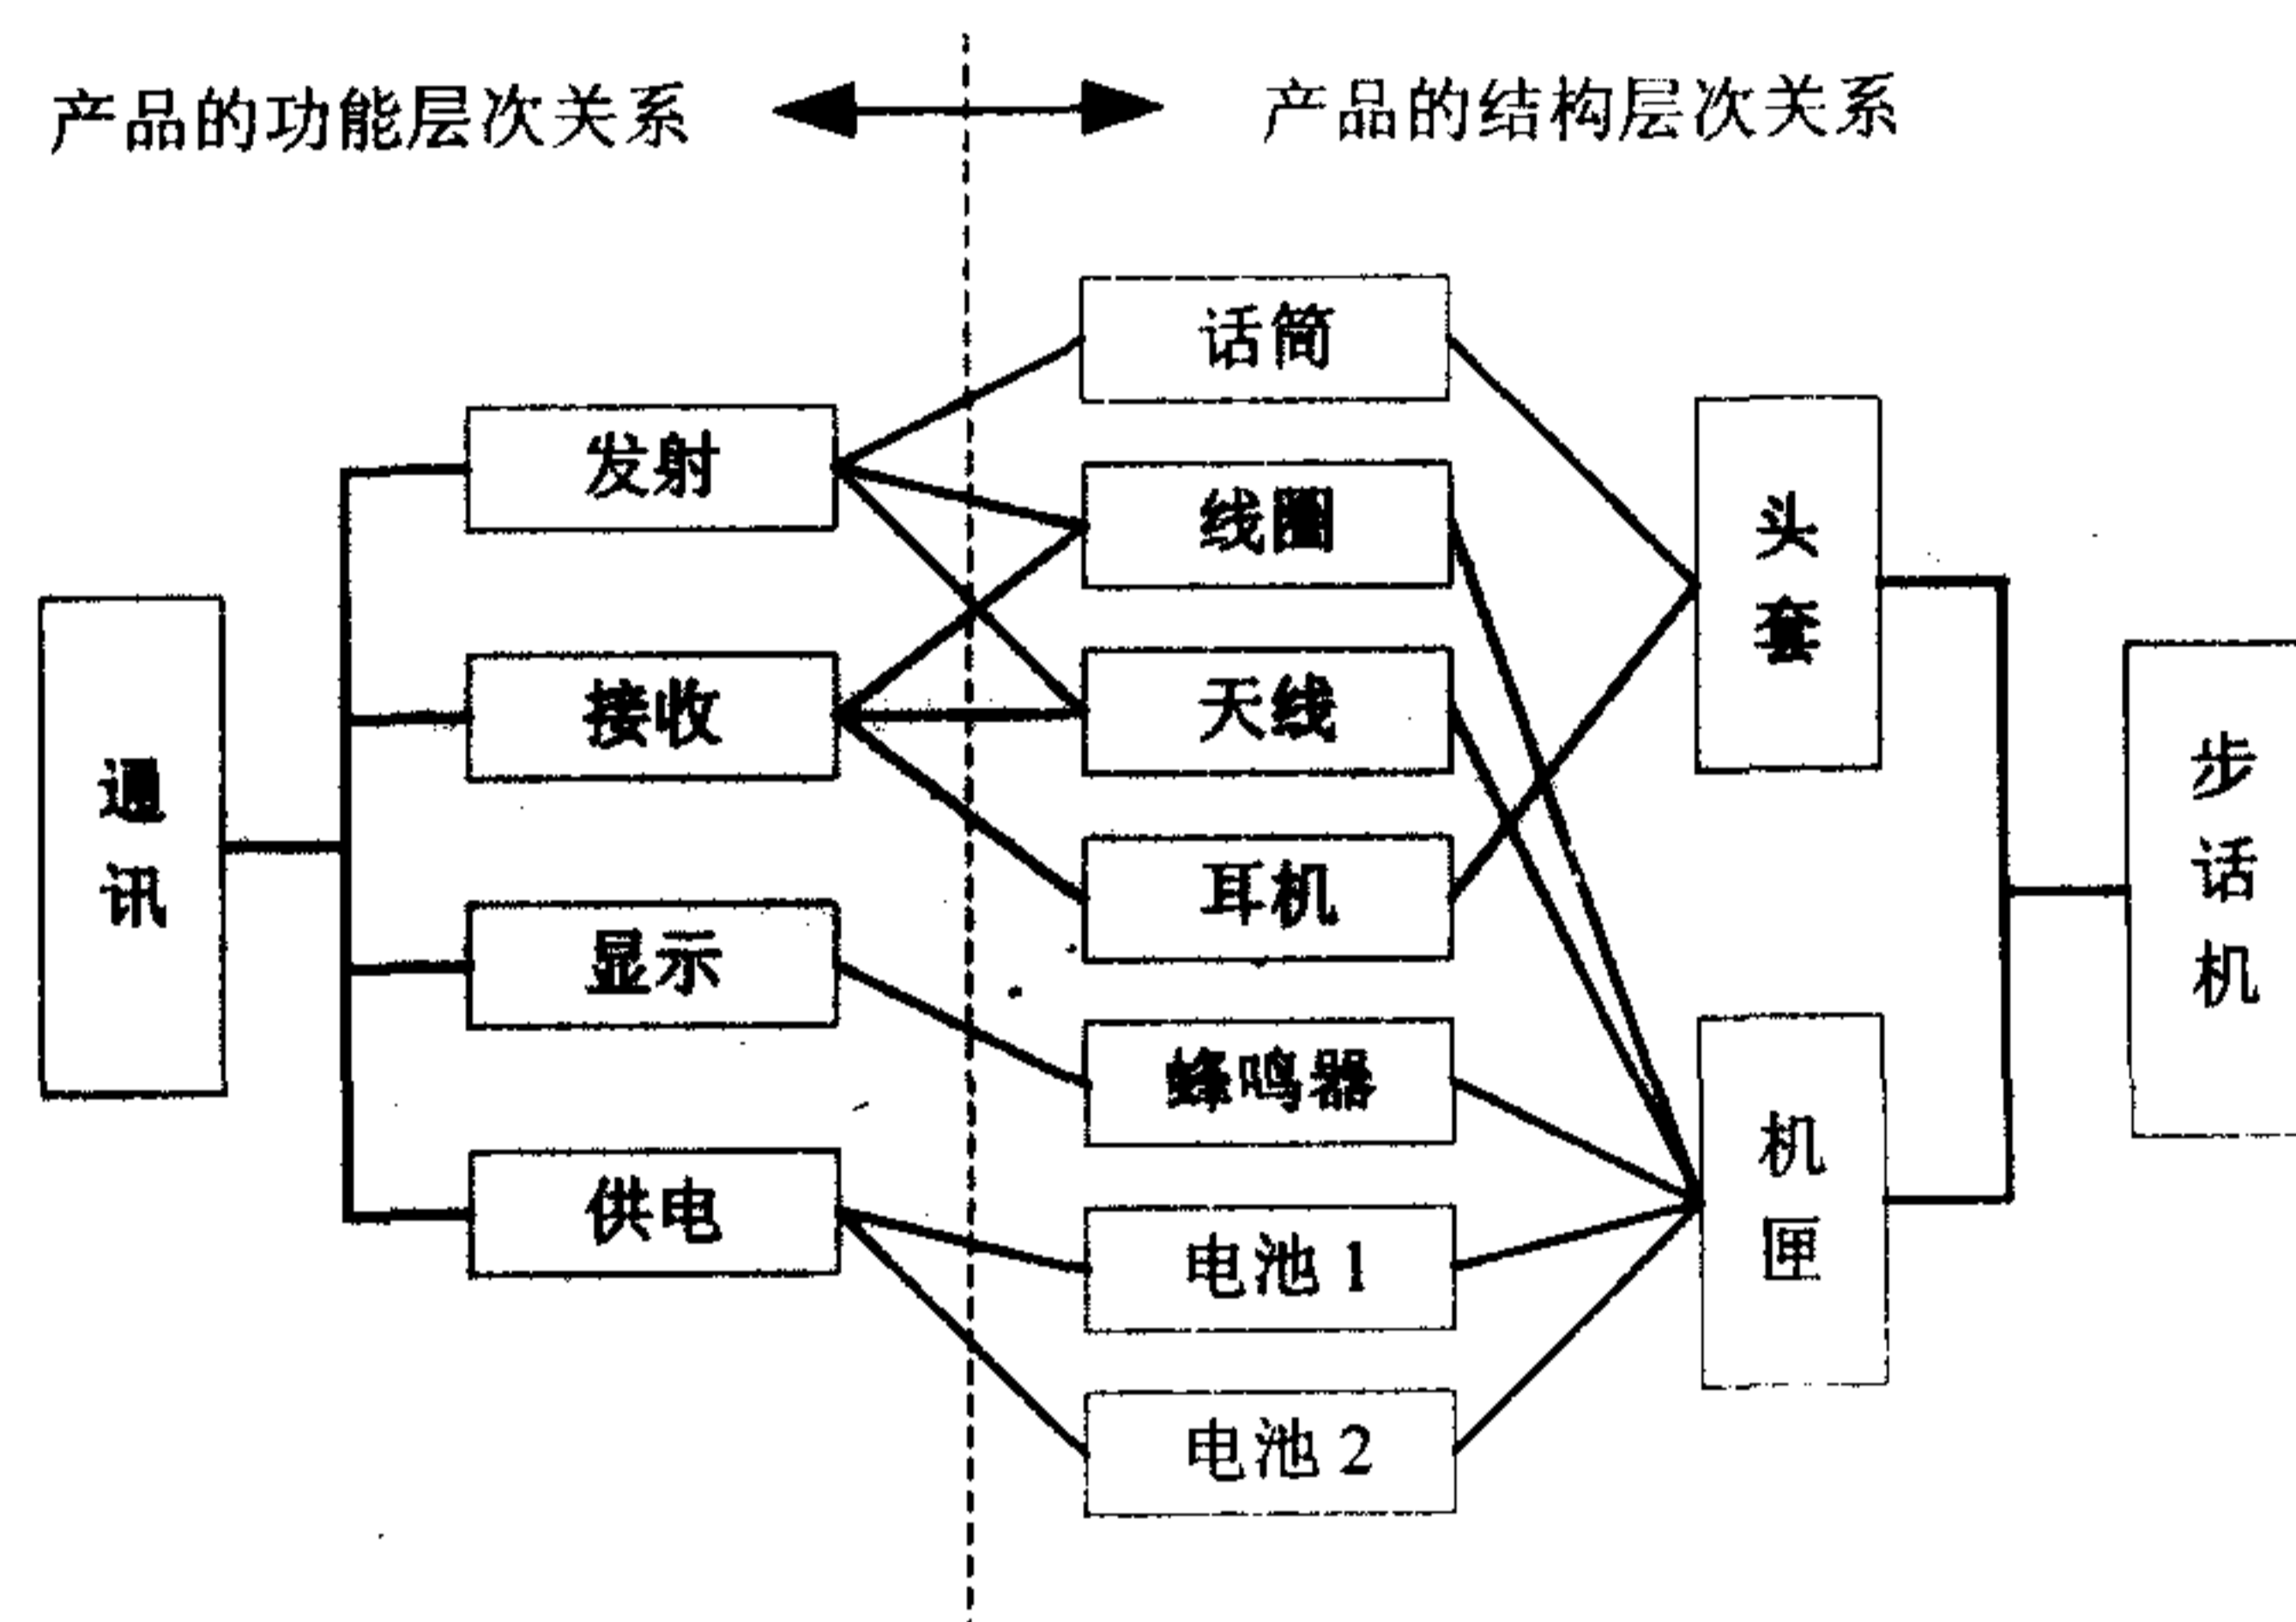 产品的功能层次关系
产品的结构层次关系
通讯
发射
接收
显示
供电
话筒
线圈
天线
耳机
蜂鸣器
电池1
电池2
头套
机匣
步话机